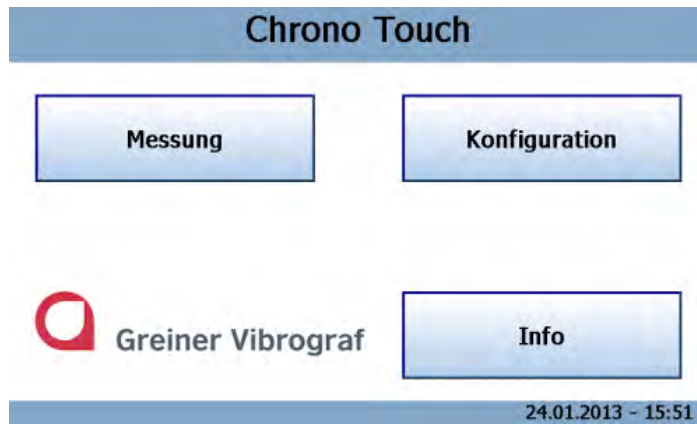 Chrono Touch
Messung
Konfiguration
Greiner Vibrograf
Info
24.01.2013 - 15:51